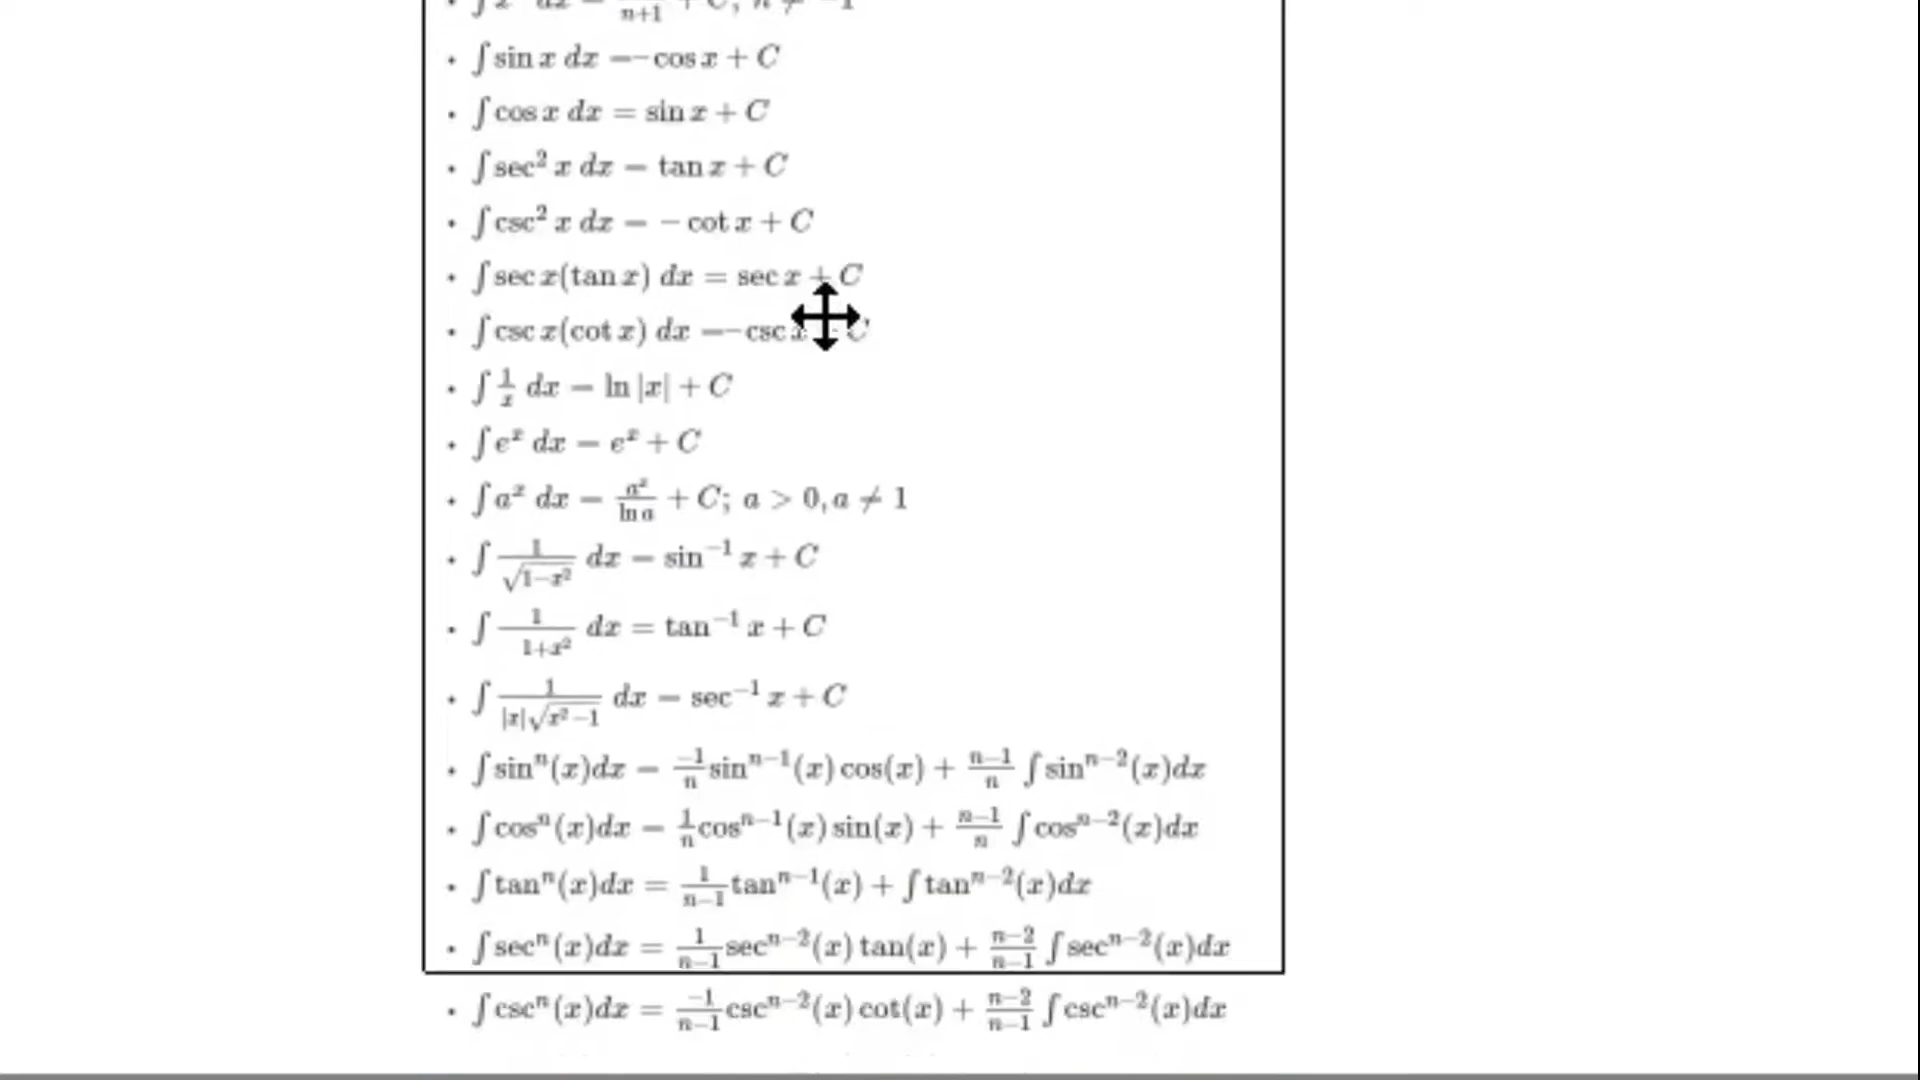 • ∫ x dx = n+1 + C; n ≠ −1
• ∫ sin x dx = −cos x + C
• ∫ cos x dx = sin x + C
• ∫ sec² x dx = tan x + C
• ∫ csc² x dx = − cot x + C
• ∫ sec x(tan x) dx = sec x + C
• ∫ csc x(cot x) dx = −csc x C
• ∫ 1/x dx = ln |x| + C
• ∫ eˣ dx = eˣ + C
• ∫ aˣ dx = aˣ/ln a + C; a > 0, a ≠ 1
• ∫ 1/√(1−x²) dx = sin⁻¹ x + C
• ∫ 1/(1+x²) dx = tan⁻¹ x + C
• ∫ 1/(|x|√(x²−1)) dx = sec⁻¹ x + C
• ∫ sinⁿ(x)dx = −1/n sinⁿ⁻¹(x) cos(x) + (n−1)/n ∫ sinⁿ⁻²(x)dx
• ∫ cosⁿ(x)dx = 1/n cosⁿ⁻¹(x) sin(x) + (n−1)/n ∫ cosⁿ⁻²(x)dx
• ∫ tanⁿ(x)dx = 1/(n−1) tanⁿ⁻¹(x) + ∫ tanⁿ⁻²(x)dx
• ∫ secⁿ(x)dx = 1/(n−1) secⁿ⁻²(x) tan(x) + (n−2)/(n−1) ∫ secⁿ⁻²(x)dx
• ∫ cscⁿ(x)dx = −1/(n−1) cscⁿ⁻²(x) cot(x) + (n−2)/(n−1) ∫ cscⁿ⁻²(x)dx